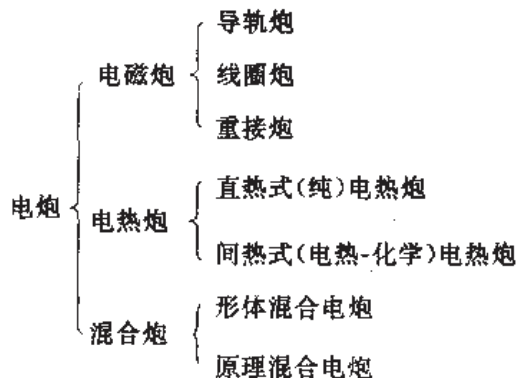 电炮
电磁炮
导轨炮
线圈炮
重接炮
电热炮
直热式(纯)电热炮
间热式(电热-化学)电热炮
混合炮
形体混合电炮
原理混合电炮